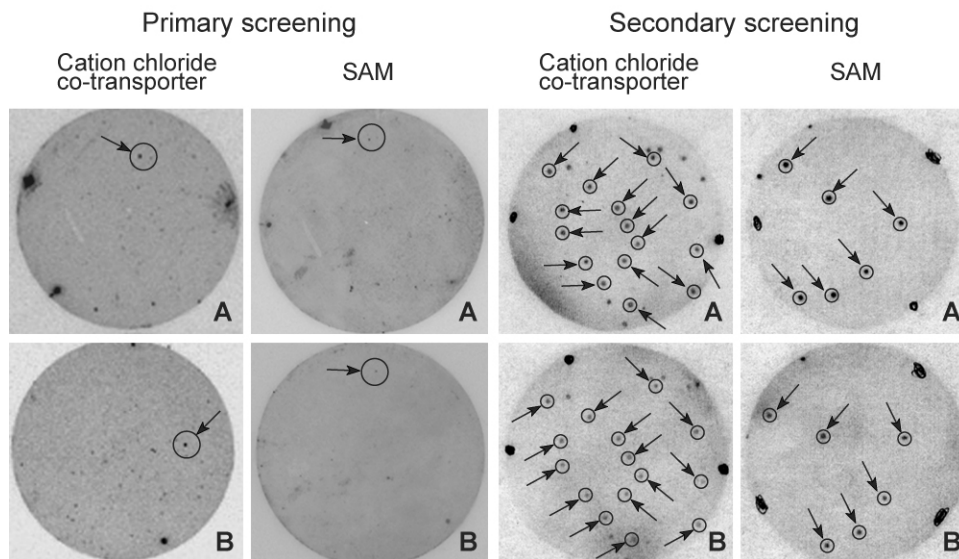 Primary screening
Secondary screening
Cation chloride
co-transporter
SAM
Cation chloride
co-transporter
SAM
A
A
A
A
B
B
B
B